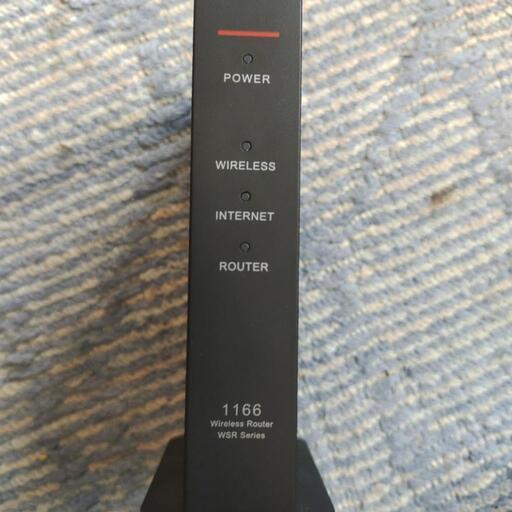 POWER
WIRELESS
INTERNET
ROUTER
1166
Wireless Router
WSR Series